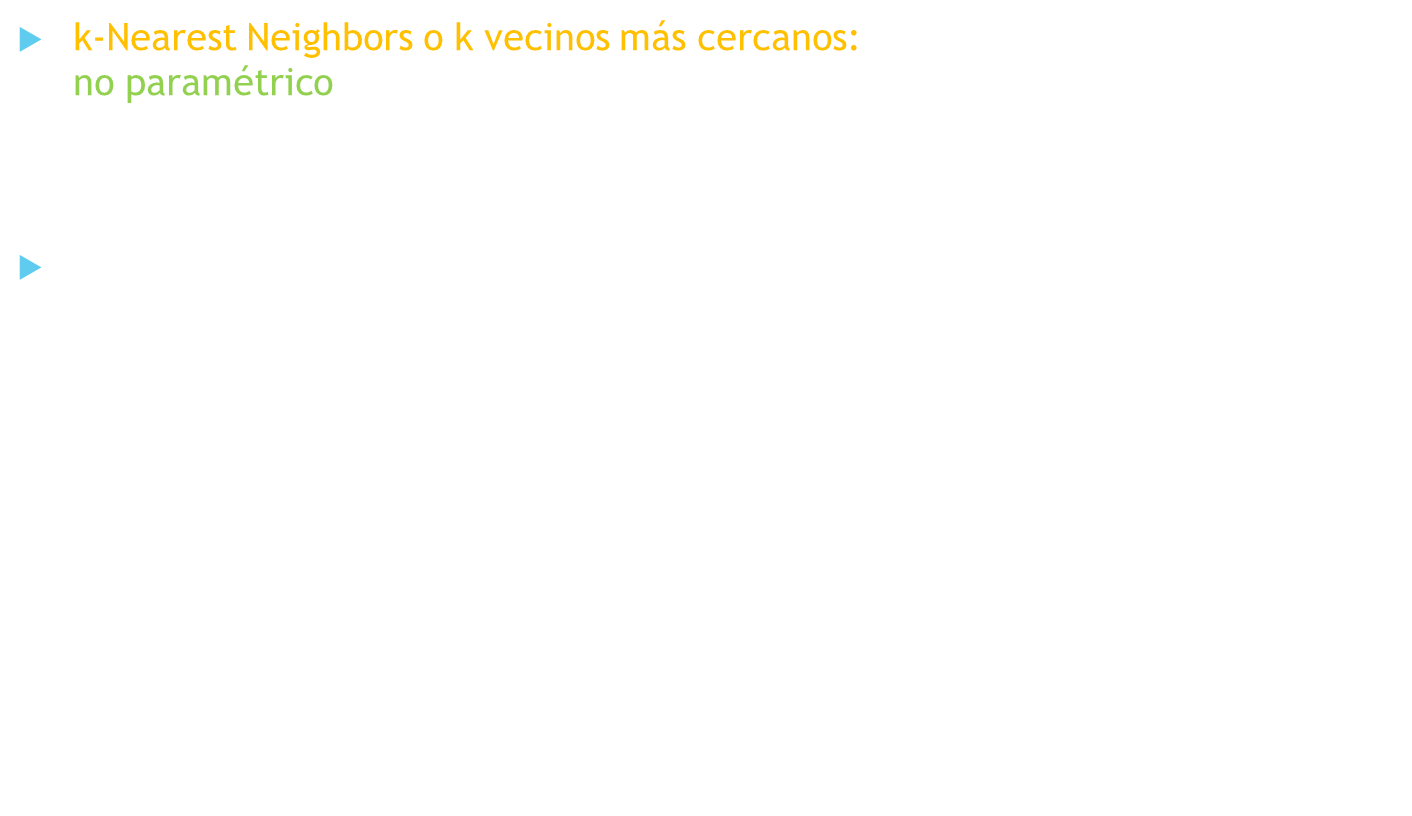 k-Nearest Neighbors o k vecinos más cercanos:
no paramétrico